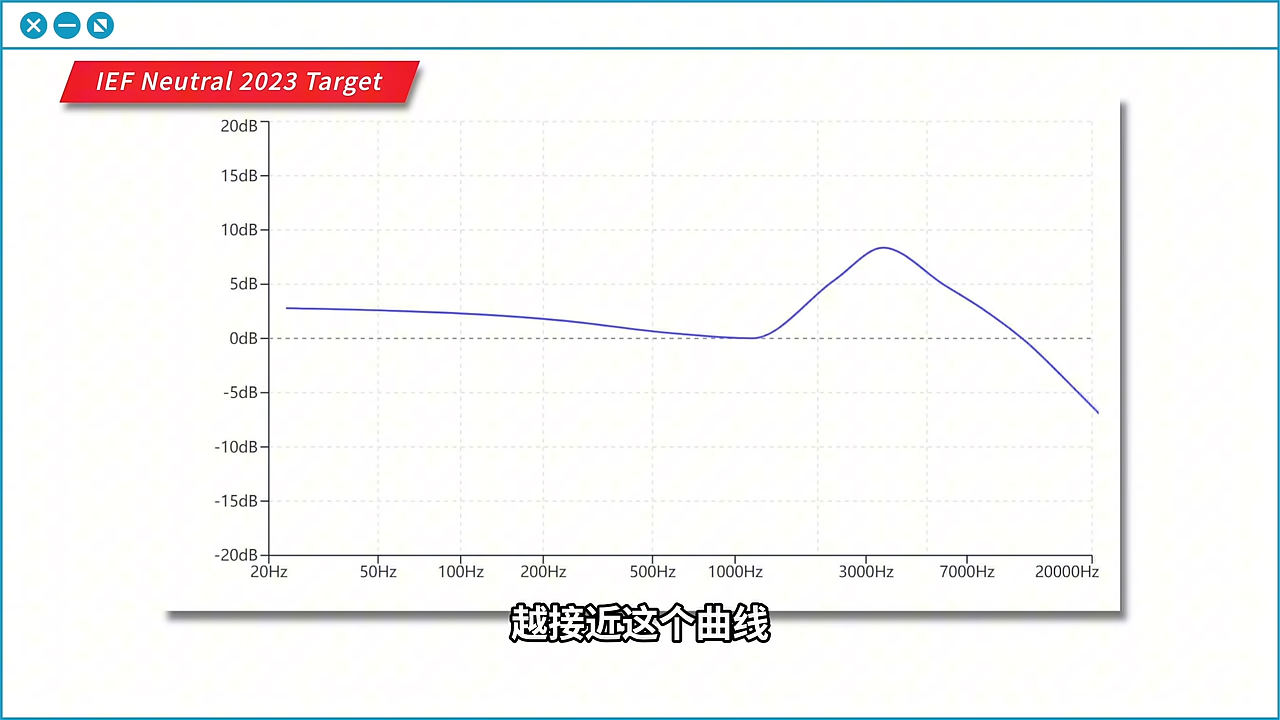 IEF Neutral 2023 Target
20dB
15dB
10dB
5dB
0dB
-5dB
-10dB
-15dB
-20dB
20Hz 50Hz 100Hz 200Hz 500Hz 1000Hz 3000Hz 7000Hz 20000Hz
越接近这个曲线